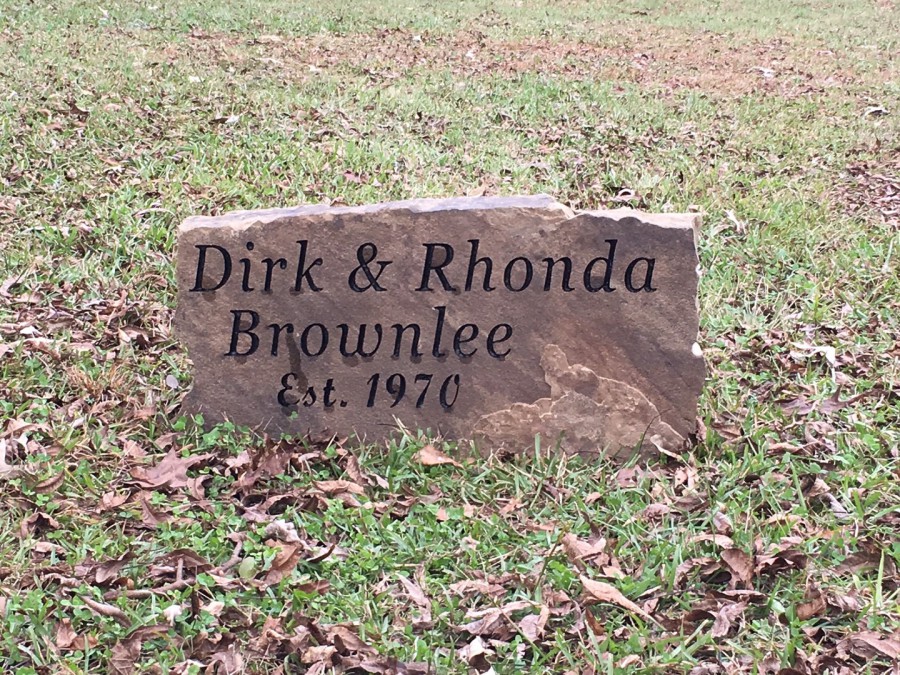 Dirk & Rhonda
Brownlee
Est. 1970